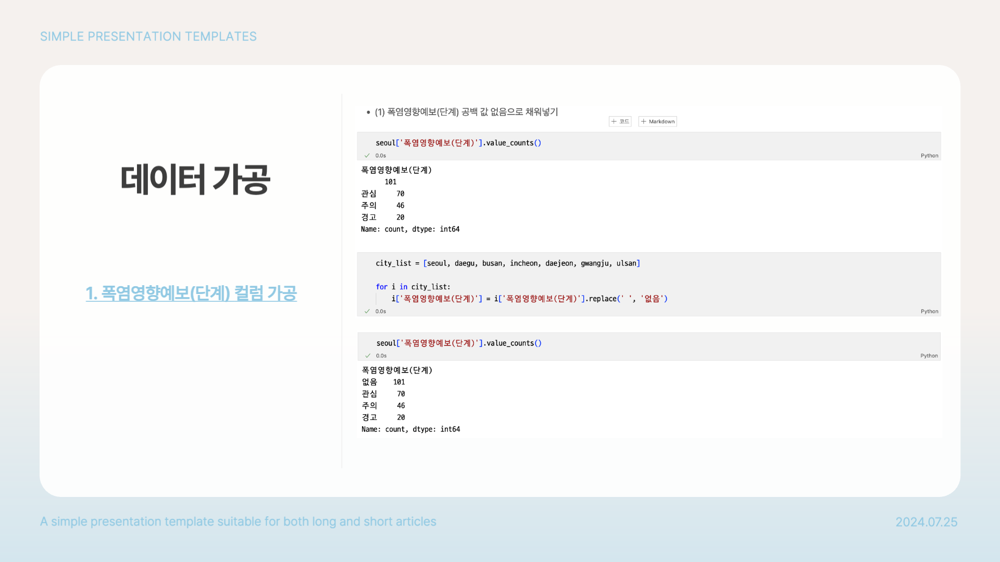 SIMPLE PRESENTATION TEMPLATES
데이터 가공
1. 폭염영향예보(단계) 컬럼 가공
• (1) 폭염영향예보(단계) 공백 값 없음으로 채워넣기
+ 코드 + Markdown
seoul['폭염영향예보(단계)'].value_counts()
✓ 0.0s Python
폭염영향예보(단계)
101
관심 70
주의 46
경고 20
Name: count, dtype: int64
city_list = [seoul, daegu, busan, incheon, daejeon, gwangju, ulsan]
for i in city_list:
i['폭염영향예보(단계)'] = i['폭염영향예보(단계)'].replace(' ', '없음')
✓ 0.0s Python
seoul['폭염영향예보(단계)'].value_counts()
✓ 0.0s Python
폭염영향예보(단계)
없음 101
관심 70
주의 46
경고 20
Name: count, dtype: int64
A simple presentation template suitable for both long and short articles
2024.07.25